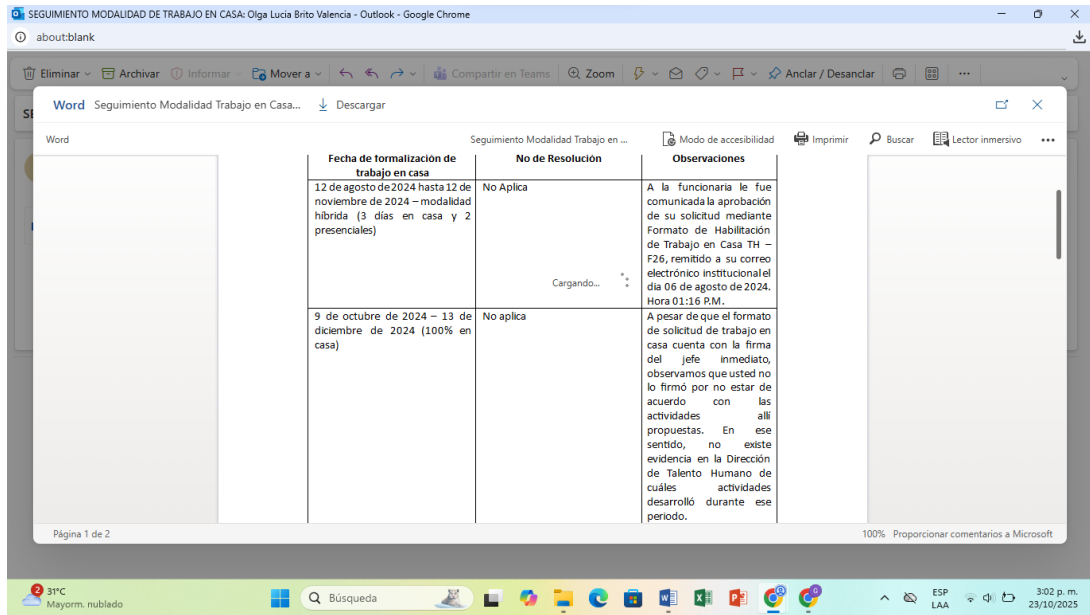 SEGUIMIENTO MODALIDAD DE TRABAJO EN CASA: Olga Lucia Brito Valencia - Outlook - Google Chrome
about:blank
Eliminar
Archivar
Informar
Mover a
Compartir en Teams
Zoom
Anclar / Desanclar
SE
Word Seguimiento Modalidad Trabajo en Casa... Descargar
Word
Seguimiento Modalidad Trabajo en ...
Modo de accesibilidad
Imprimir
Buscar
Lector inmersivo
Fecha de formalización de
trabajo en casa
No de Resolución
Observaciones
12 de agosto de 2024 hasta 12 de
noviembre de 2024 – modalidad
híbrida (3 días en casa y 2
presenciales)
No Aplica
A la funcionaria le fue
comunicada la aprobación
de su solicitud mediante
Formato de Habilitación
de Trabajo en Casa TH –
F26, remitido a su correo
electrónico institucional el
dia 06 de agosto de 2024.
Hora 01:16 P.M.
Cargando...
9 de octubre de 2024 – 13 de
diciembre de 2024 (100% en
casa)
No aplica
A pesar de que el formato
de solicitud de trabajo en
casa cuenta con la firma
del jefe inmediato,
observamos que usted no
lo firmó por no estar de
acuerdo con las
actividades allí
propuestas. En ese
sentido, no existe
evidencia en la Dirección
de Talento Humano de
cuáles actividades
desarrolló durante ese
periodo.
Página 1 de 2
100% Proporcionar comentarios a Microsoft
2
31°C
Mayorm. nublado
Búsqueda
ESP
LAA
3:02 p. m.
23/10/2025